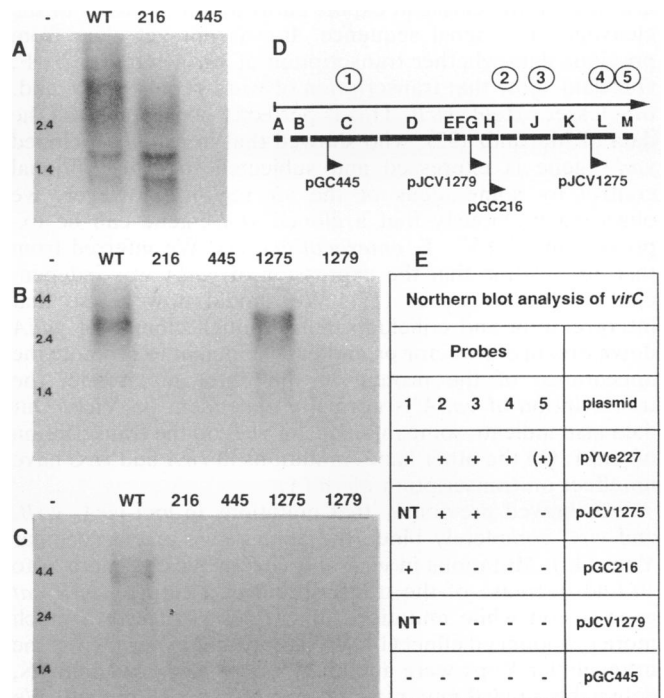 - WT 216 445
A
2.4
1.4
D
1 2 3 4 5
A B C D E F G H I J K L M
pGC445 pJCV1279 pJCV1275
pGC216
- WT 216 445 1275 1279
B
4.4
2.4
1.4
- WT 216 445 1275 1279
C
4.4
24
1.4
E
Northern blot analysis of virC
Probes
1 2 3 4 5 plasmid
+ + + + (+) pYVe227
NT + + - - pJCV1275
+ - - - - pGC216
NT - - - - pJCV1279
- - - - - pGC445